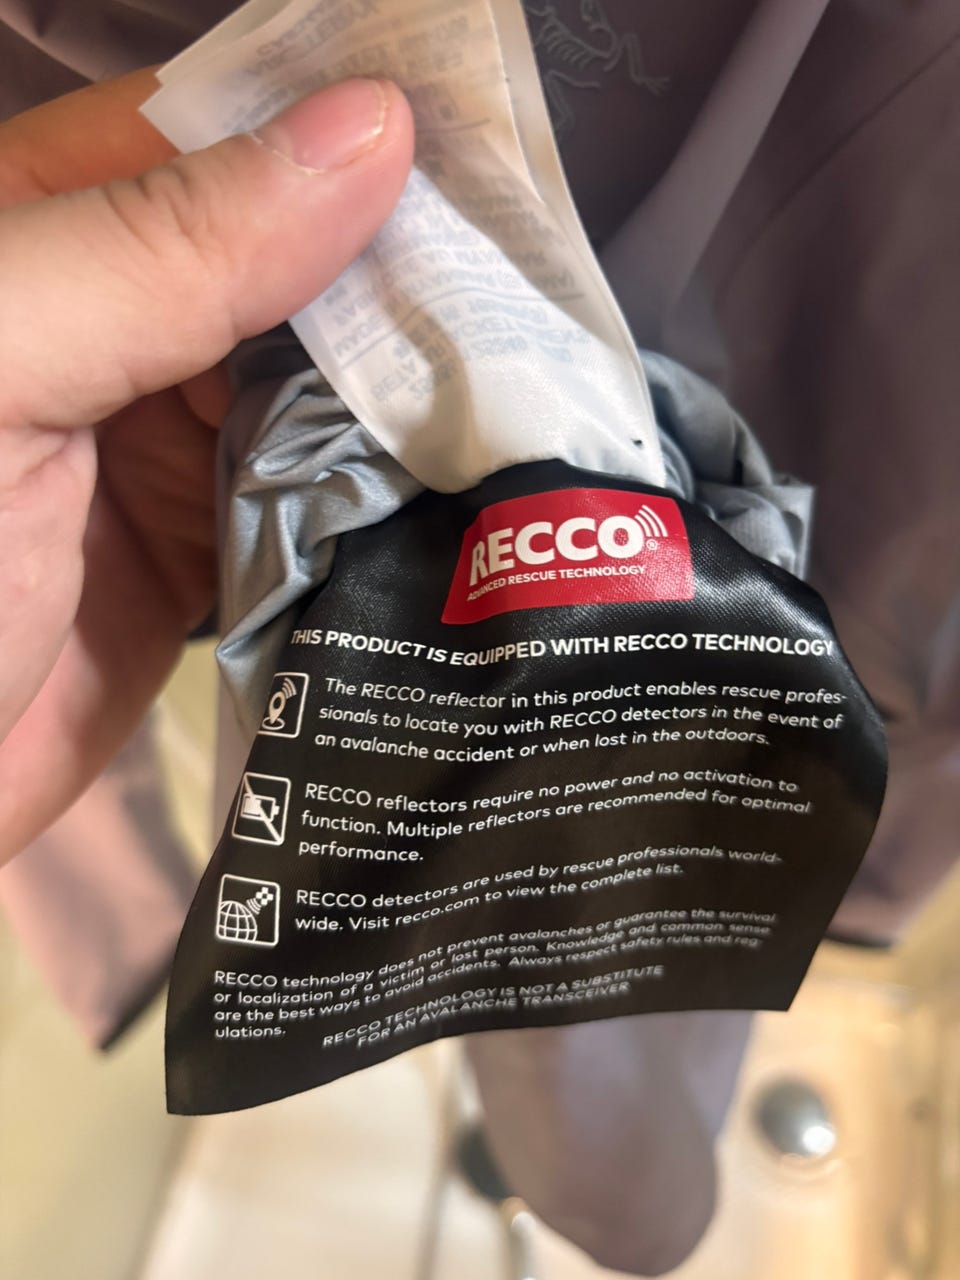 RECCO®
ADVANCED RESCUE TECHNOLOGY
THIS PRODUCT IS EQUIPPED WITH RECCO TECHNOLOGY
The RECCO reflector in this product enables rescue profes-
sionals to locate you with RECCO detectors in the event of
an avalanche accident or when lost in the outdoors.
RECCO reflectors require no power and no activation to
function. Multiple reflectors are recommended for optimal
performance.
RECCO detectors are used by rescue professionals world-
wide. Visit recco.com to view the complete list.
RECCO technology does not prevent avalanches or guarantee the survival
or localization of a victim or lost person. Knowledge and common sense
are the best ways to avoid accidents. Always respect safety rules and reg-
ulations.
RECCO TECHNOLOGY IS NOT A SUBSTITUTE
FOR AN AVALANCHE TRANSCEIVER